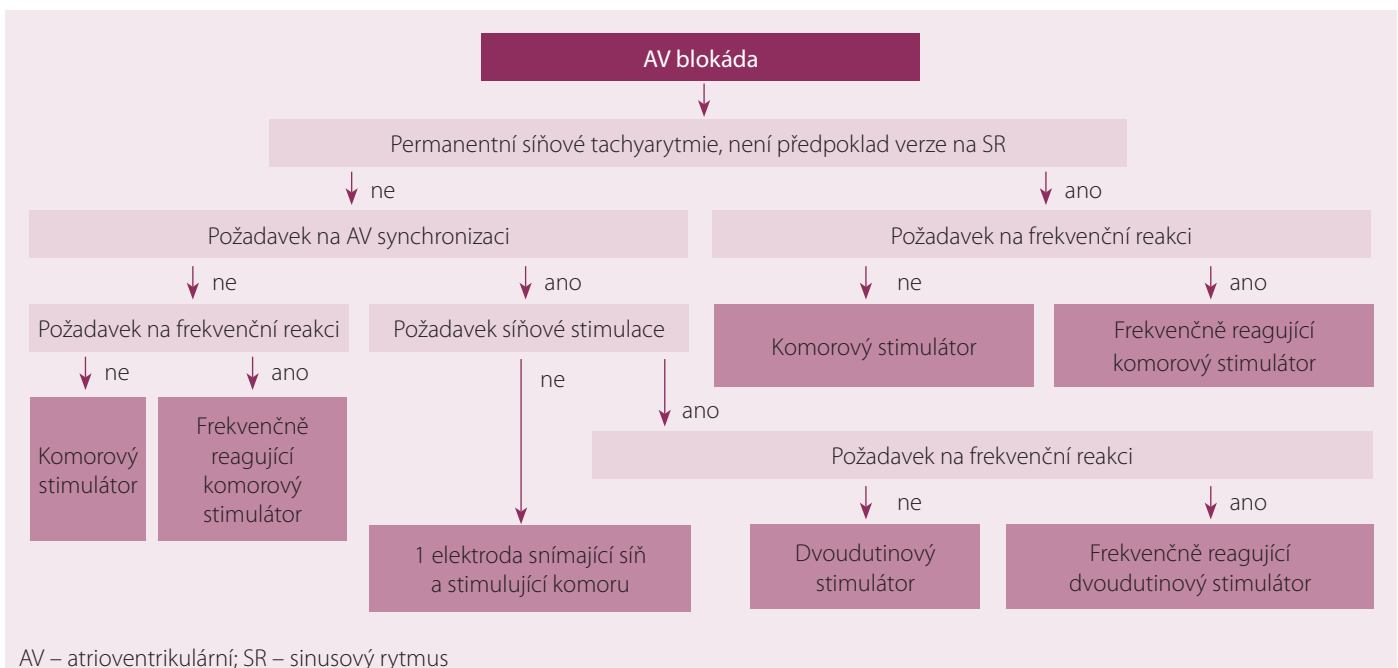 AV blokáda
Permanentní síňové tachyarytmie, není předpoklad verze na SR
ne
ano
Požadavek na AV synchronizaci
Požadavek na frekvenční reakci
ne
ano
ne
ano
Požadavek na frekvenční reakci
Požadavek síňové stimulace
Komorový stimulátor
Frekvenčně reagující
komorový stimulátor
ne
ano
ne
ano
Komorový
stimulátor
Frekvenčně
reagující
komorový
stimulátor
Požadavek na frekvenční reakci
ne
ano
1 elektroda snímající síň
a stimulující komoru
Dvoudutinový
stimulátor
Frekvenčně reagující
dvoudutinový stimulátor
AV – atrioventrikulární; SR – sinusový rytmus